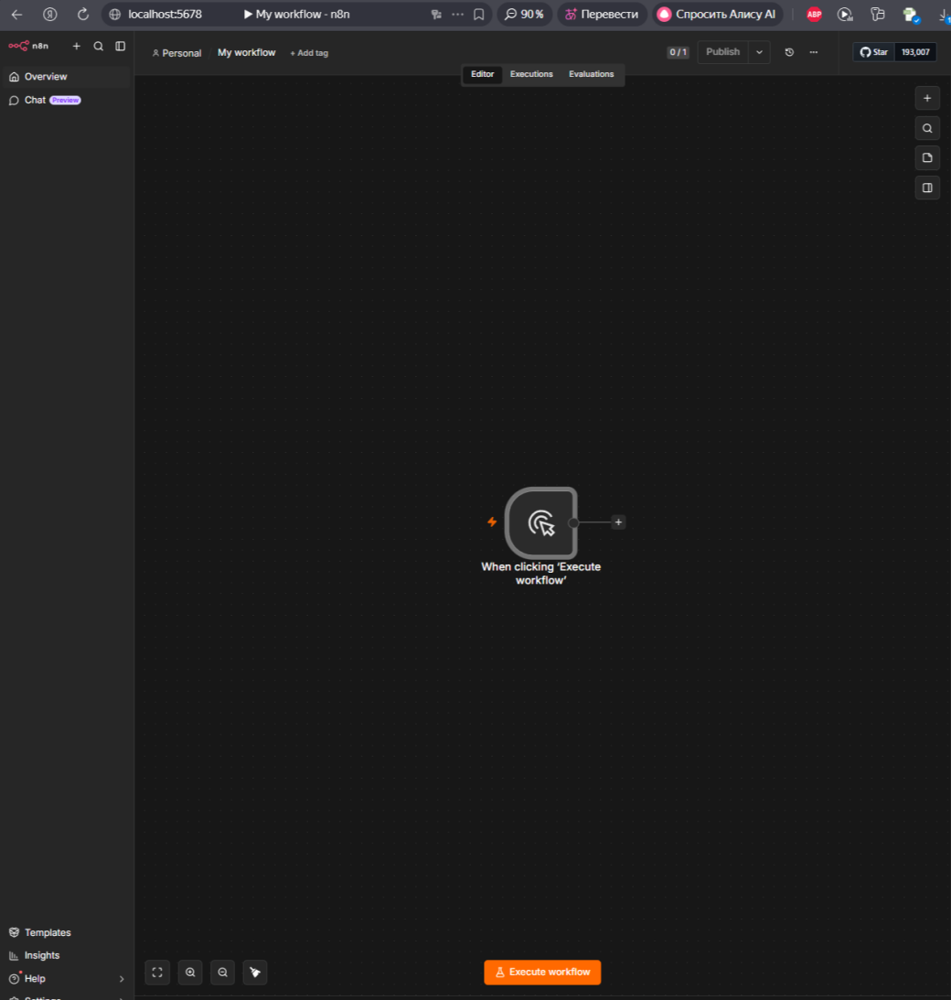 localhost:5678
My workflow - n8n
90%
Перевести
Спросить Алису AI
ABP
n8n
Personal
My workflow
+ Add tag
0 / 1
Publish
Star
193,007
Editor
Executions
Evaluations
Overview
Chat Preview
When clicking ‘Execute
workflow’
Templates
Insights
Help
Settings
Execute workflow